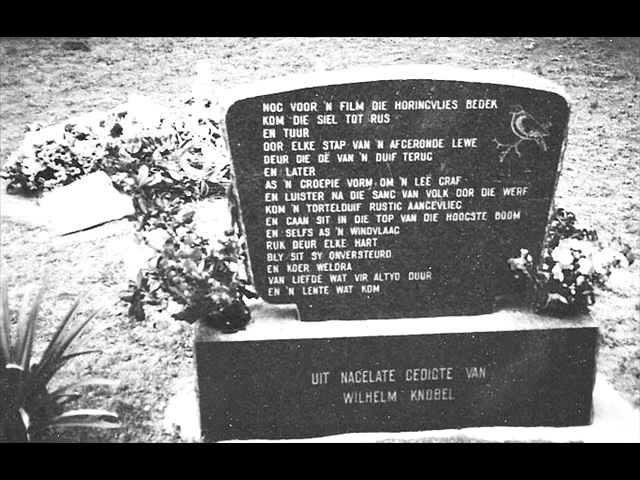 NOG VOOR 'N FILM DIE HORINGVLIES BEDEK
KOM DIE SIEL TOT RUS
EN TUUR
OOR ELKE STAP VAN 'N AFGERONDE LEWE
DEUR DIE OË VAN 'N DUIF TERUG
EN LATER
AS 'N GROEPIE VORM OM 'N LEË GRAF
EN LUISTER NA DIE SANG VAN VOLK OOR DIE WERF
KOM 'N TORTELDUIF RUSTIG AANGEVLIEG
EN GAAN SIT IN DIE TOP VAN DIE HOOGSTE BOOM
EN SELFS AS 'N WINDVLAAG
RUK DEUR ELKE HART
BLY SIT SY ONVERSTEURD
EN KOER WELDRA
VAN LIEFDE WAT VIR ALTYD DUUR
EN 'N LENTE WAT KOM
UIT NAGELATE GEDIGTE VAN
WILHELM KNOBEL